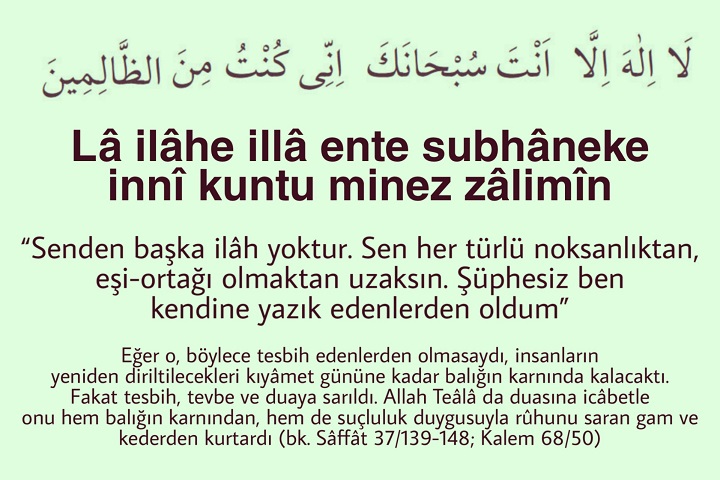 لَا اِلٰهَ اِلَّا اَنْتَ سُبْحَانَكَ اِنّ۪ى كُنْتُ مِنَ الظَّالِمِينَ
Lâ ilâhe illâ ente subhâneke
innî kuntu minez zâlimîn
“Senden başka ilâh yoktur. Sen her türlü noksanlıktan,
eşi-ortağı olmaktan uzaksın. Şüphesiz ben
kendine yazık edenlerden oldum”
Eğer o, böylece tesbih edenlerden olmasaydı, insanların
yeniden diriltilecekleri kıyâmet gününe kadar balığın karnında kalacaktı.
Fakat tesbih, tevbe ve duaya sarıldı. Allah Teâlâ da duasına icâbetle
onu hem balığın karnından, hem de suçluluk duygusuyla rûhunu saran gam ve
kederden kurtardı (bk. Sâffât 37/139-148; Kalem 68/50)